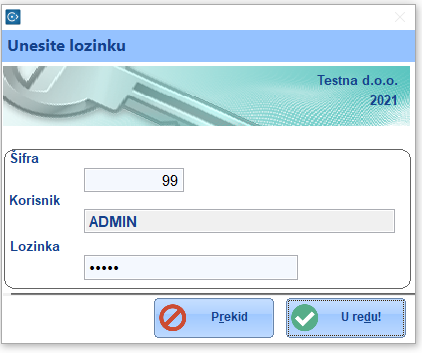 Unesite lozinku
Testna d.o.o.
2021
Šifra
99
Korisnik
ADMIN
Lozinka
•••••
Prekid
U redu!